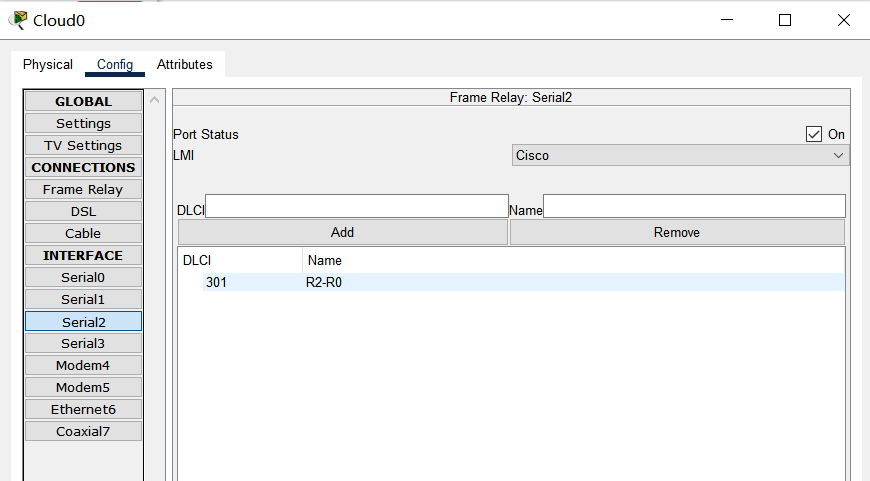 Cloud0
Physical Config Attributes
GLOBAL
Settings
TV Settings
CONNECTIONS
Frame Relay
DSL
Cable
INTERFACE
Serial0
Serial1
Serial2
Serial3
Modem4
Modem5
Ethernet6
Coaxial7
Frame Relay: Serial2
Port Status On
LMI Cisco
DLCI Name
Add Remove
DLCI Name
301 R2-R0